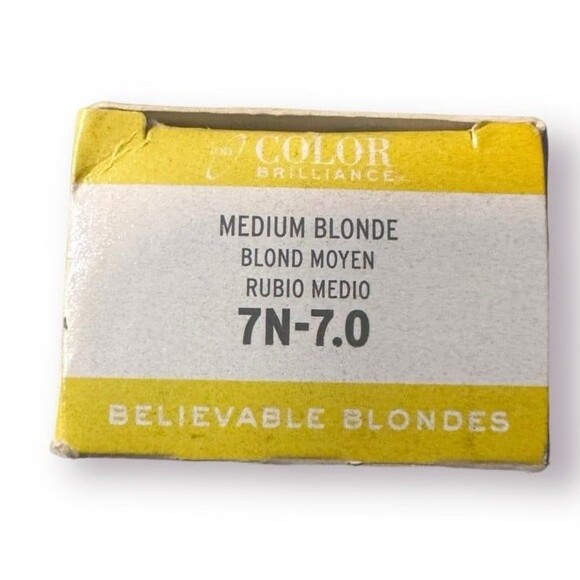 COLOR
BRILLIANCE
MEDIUM BLONDE
BLOND MOYEN
RUBIO MEDIO
7N-7.0
BELIEVABLE BLONDES